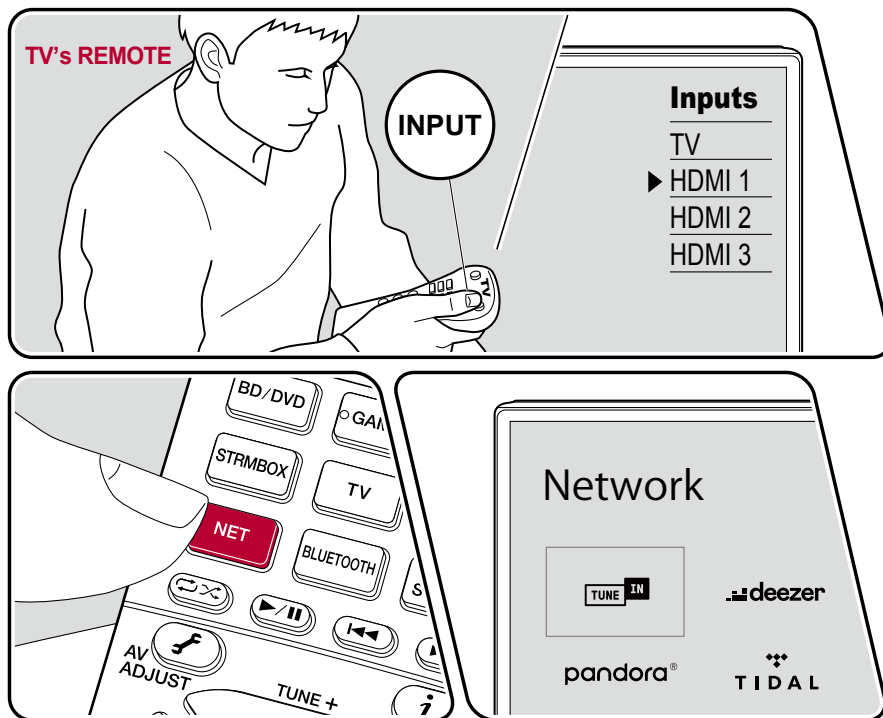 TV's REMOTE
INPUT
TV
Inputs
TV
HDMI 1
HDMI 2
HDMI 3
BD/DVD
STRMBOX
TV
NET
BLUETOOTH
AV
ADJUST
TUNE +
i
Network
TUNE IN
deezer
pandora®
TIDAL